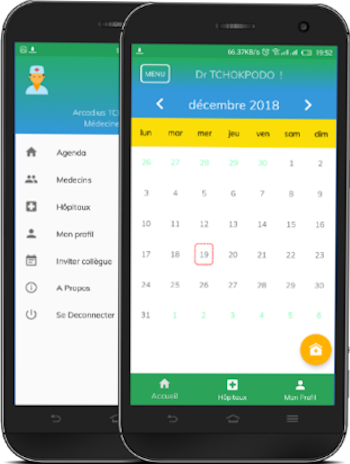 Arcadius TC
Médecine
Agenda
Medecins
Hôpitaux
Mon profil
Inviter collègue
A Propos
Se Deconnecter
66.37KB/s 19:52
MENU
Dr TCHOKPODO !
décembre 2018
lun mar mer jeu ven sam dim
26 27 28 29 30 1 2
3 4 5 6 7 8 9
10 11 12 13 14 15 16
17 18 19 20 21 22 23
24 25 26 27 28 29 30
31 1 2 3 4 5 6
Accueil Hôpitaux Mon Profil